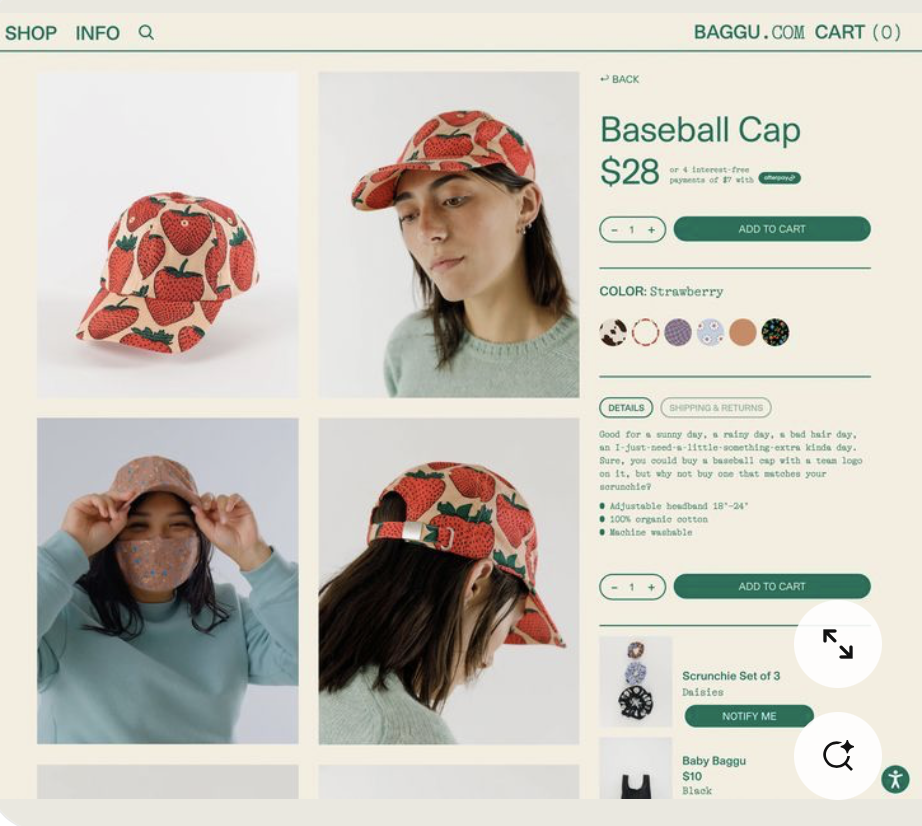 SHOP INFO
BAGGU.COM CART (0)
↩ BACK
Baseball Cap
$28
or 4 interest-free
payments of $7 with afterpay
− 1 +
ADD TO CART
COLOR: Strawberry
DETAILS
SHIPPING & RETURNS
Good for a sunny day, a rainy day, a bad hair day,
an I-just-need-a-little-something-extra kinda day.
Sure, you could buy a baseball cap with a team logo
on it, but why not buy one that matches your
scrunchie?
Adjustable headband 18"-24"
100% organic cotton
Machine washable
− 1 +
ADD TO CART
Scrunchie Set of 3
Daisies
NOTIFY ME
Baby Baggu
$10
Black